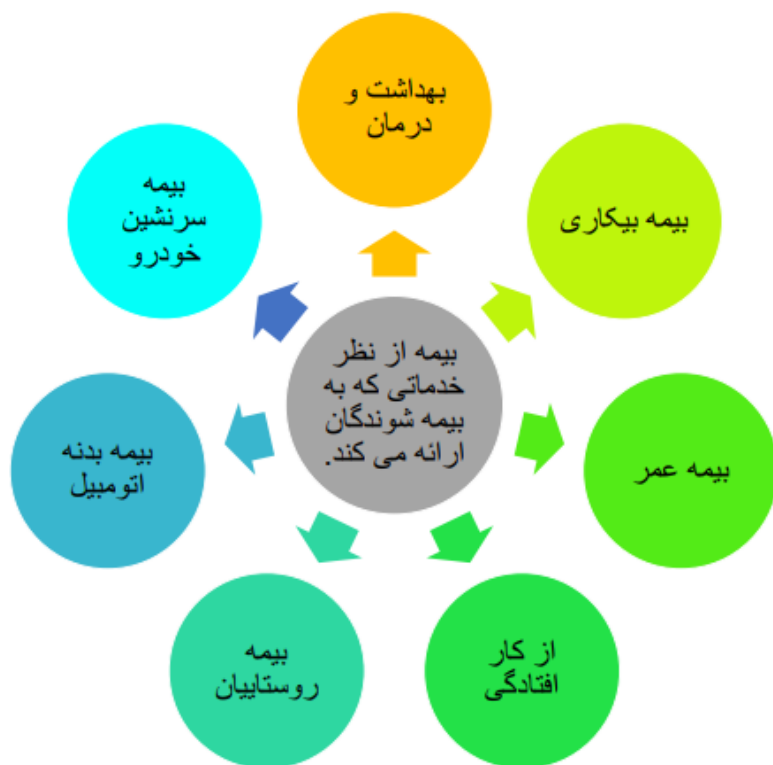 بهداشت و
درمان
بیمه بیکاری
بیمه عمر
از کار
افتادگی
بیمه
روستاییان
بیمه بدنه
اتومبیل
بیمه
سرنشین
خودرو
بیمه از نظر
خدماتی که به
بیمه شوندگان
ارائه می کند.